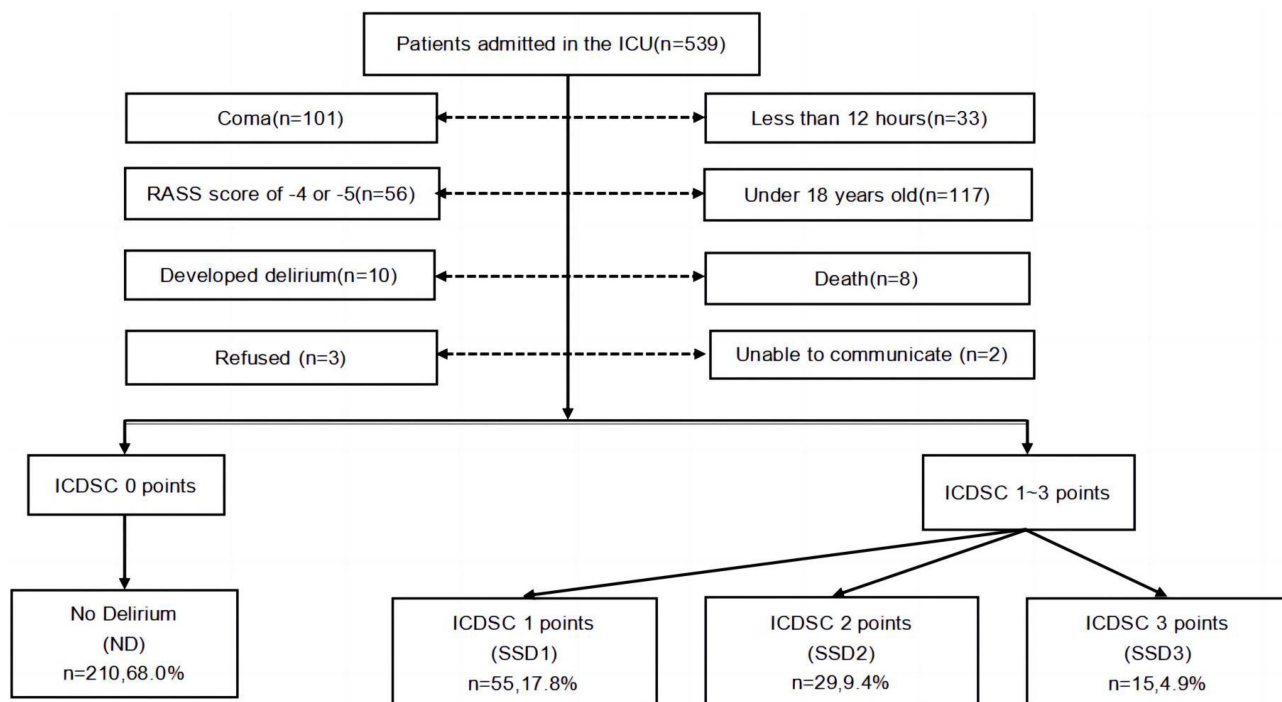 Patients admitted in the ICU(n=539)
Coma(n=101)
Less than 12 hours(n=33)
RASS score of -4 or -5(n=56)
Under 18 years old(n=117)
Developed delirium(n=10)
Death(n=8)
Refused (n=3)
Unable to communicate (n=2)
ICDSC 0 points
ICDSC 1~3 points
No Delirium
(ND)
n=210,68.0%
ICDSC 1 points
(SSD1)
n=55,17.8%
ICDSC 2 points
(SSD2)
n=29,9.4%
ICDSC 3 points
(SSD3)
n=15,4.9%